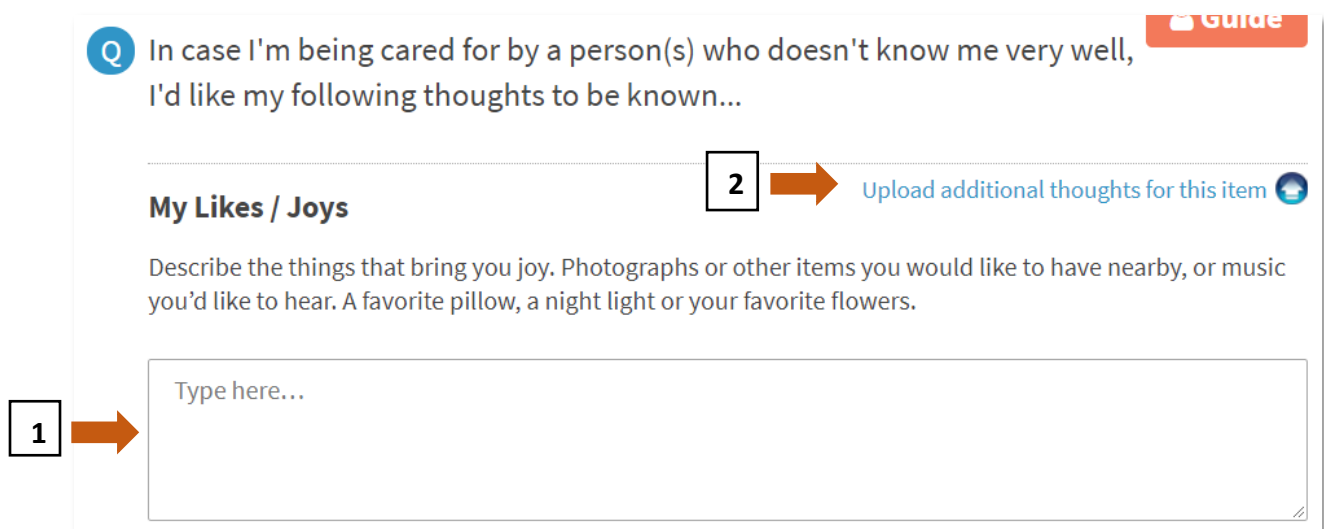 Guide
Q
In case I'm being cared for by a person(s) who doesn't know me very well,
I'd like my following thoughts to be known...
2
Upload additional thoughts for this item
My Likes / Joys
Describe the things that bring you joy. Photographs or other items you would like to have nearby, or music
you’d like to hear. A favorite pillow, a night light or your favorite flowers.
Type here...
1